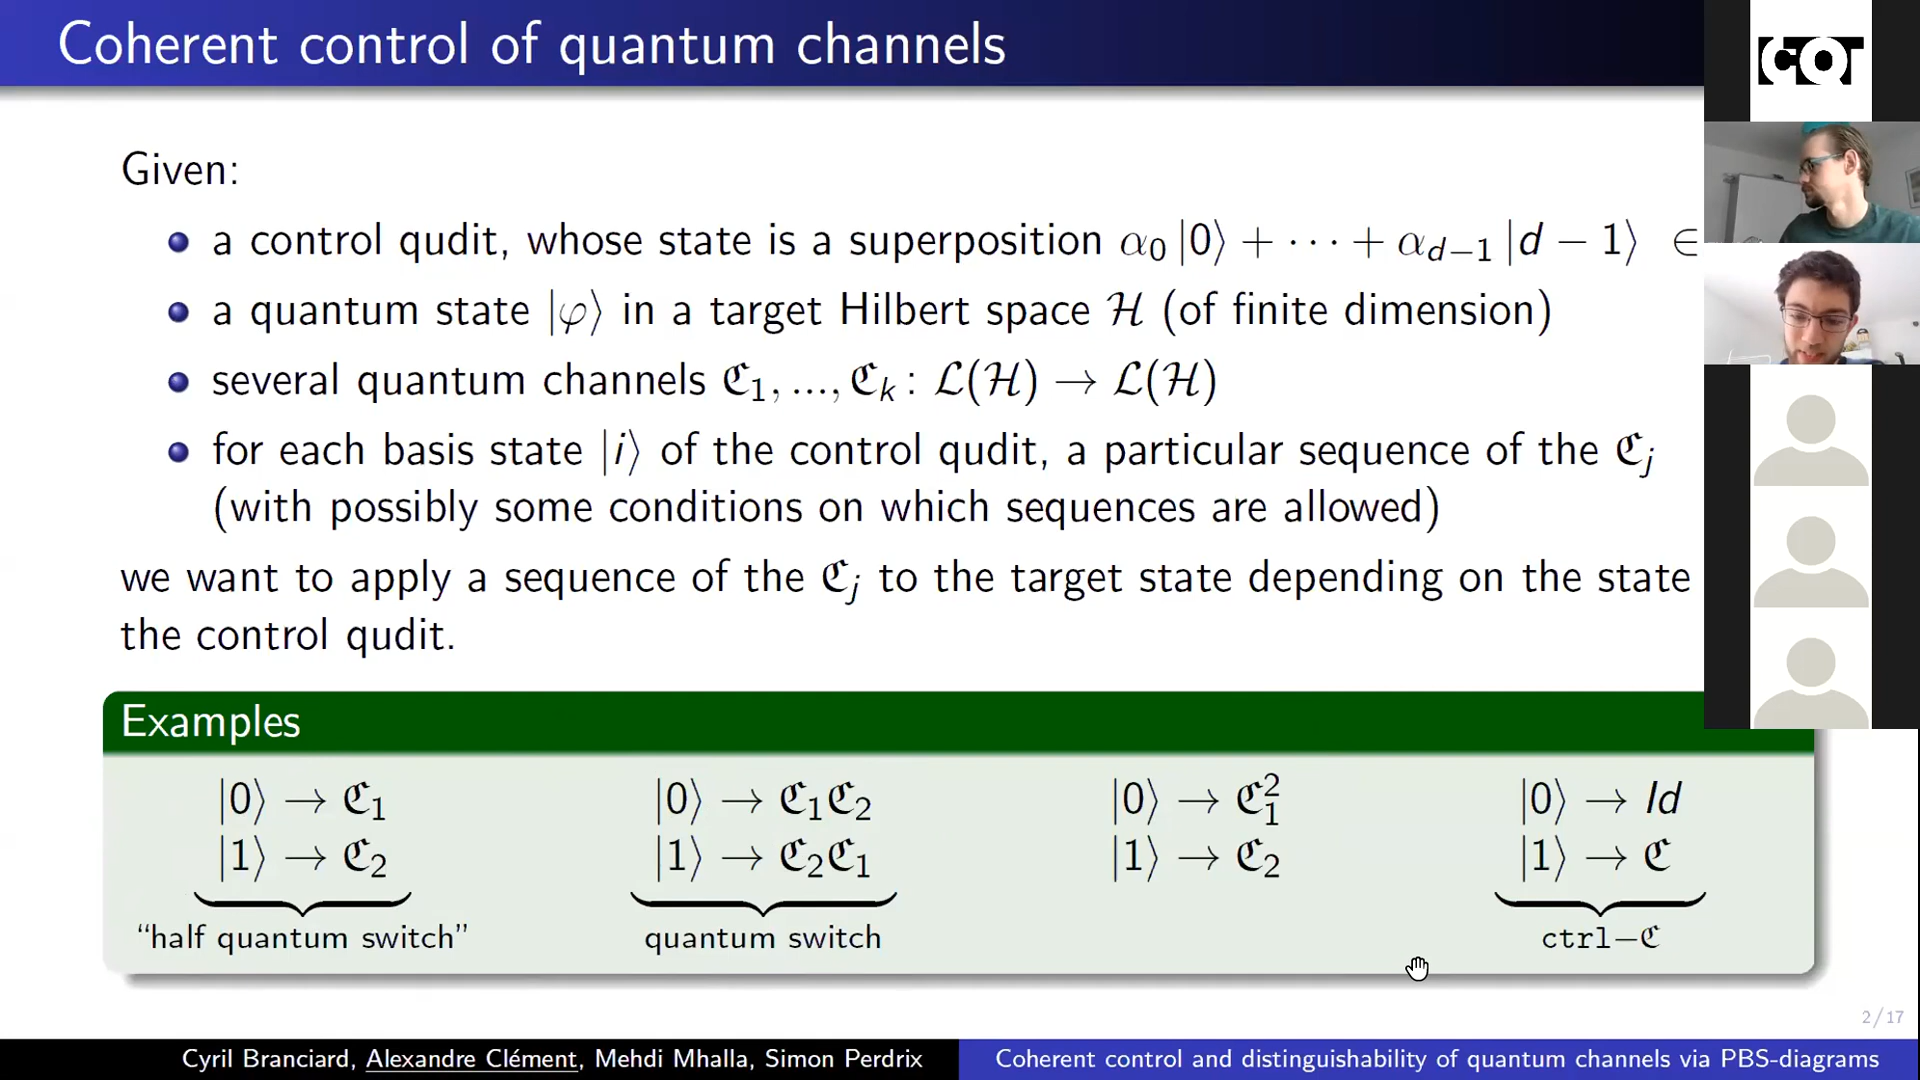 Coherent control of quantum channels
CQT
Given:
a control qudit, whose state is a superposition α₀ |0⟩ + ··· + α_{d−1} |d − 1⟩ ∈
a quantum state |φ⟩ in a target Hilbert space ℋ (of finite dimension)
several quantum channels ℭ₁, ..., ℭₖ : ℒ(ℋ) → ℒ(ℋ)
for each basis state |i⟩ of the control qudit, a particular sequence of the ℭⱼ
(with possibly some conditions on which sequences are allowed)
we want to apply a sequence of the ℭⱼ to the target state depending on the state
the control qudit.
Examples
|0⟩ → ℭ₁
|1⟩ → ℭ₂
“half quantum switch”
|0⟩ → ℭ₁ℭ₂
|1⟩ → ℭ₂ℭ₁
quantum switch
|0⟩ → ℭ₁²
|1⟩ → ℭ₂
|0⟩ → Id
|1⟩ → ℭ
ctrl−ℭ
2/17
Cyril Branciard, Alexandre Clément, Mehdi Mhalla, Simon Perdrix
Coherent control and distinguishability of quantum channels via PBS-diagrams